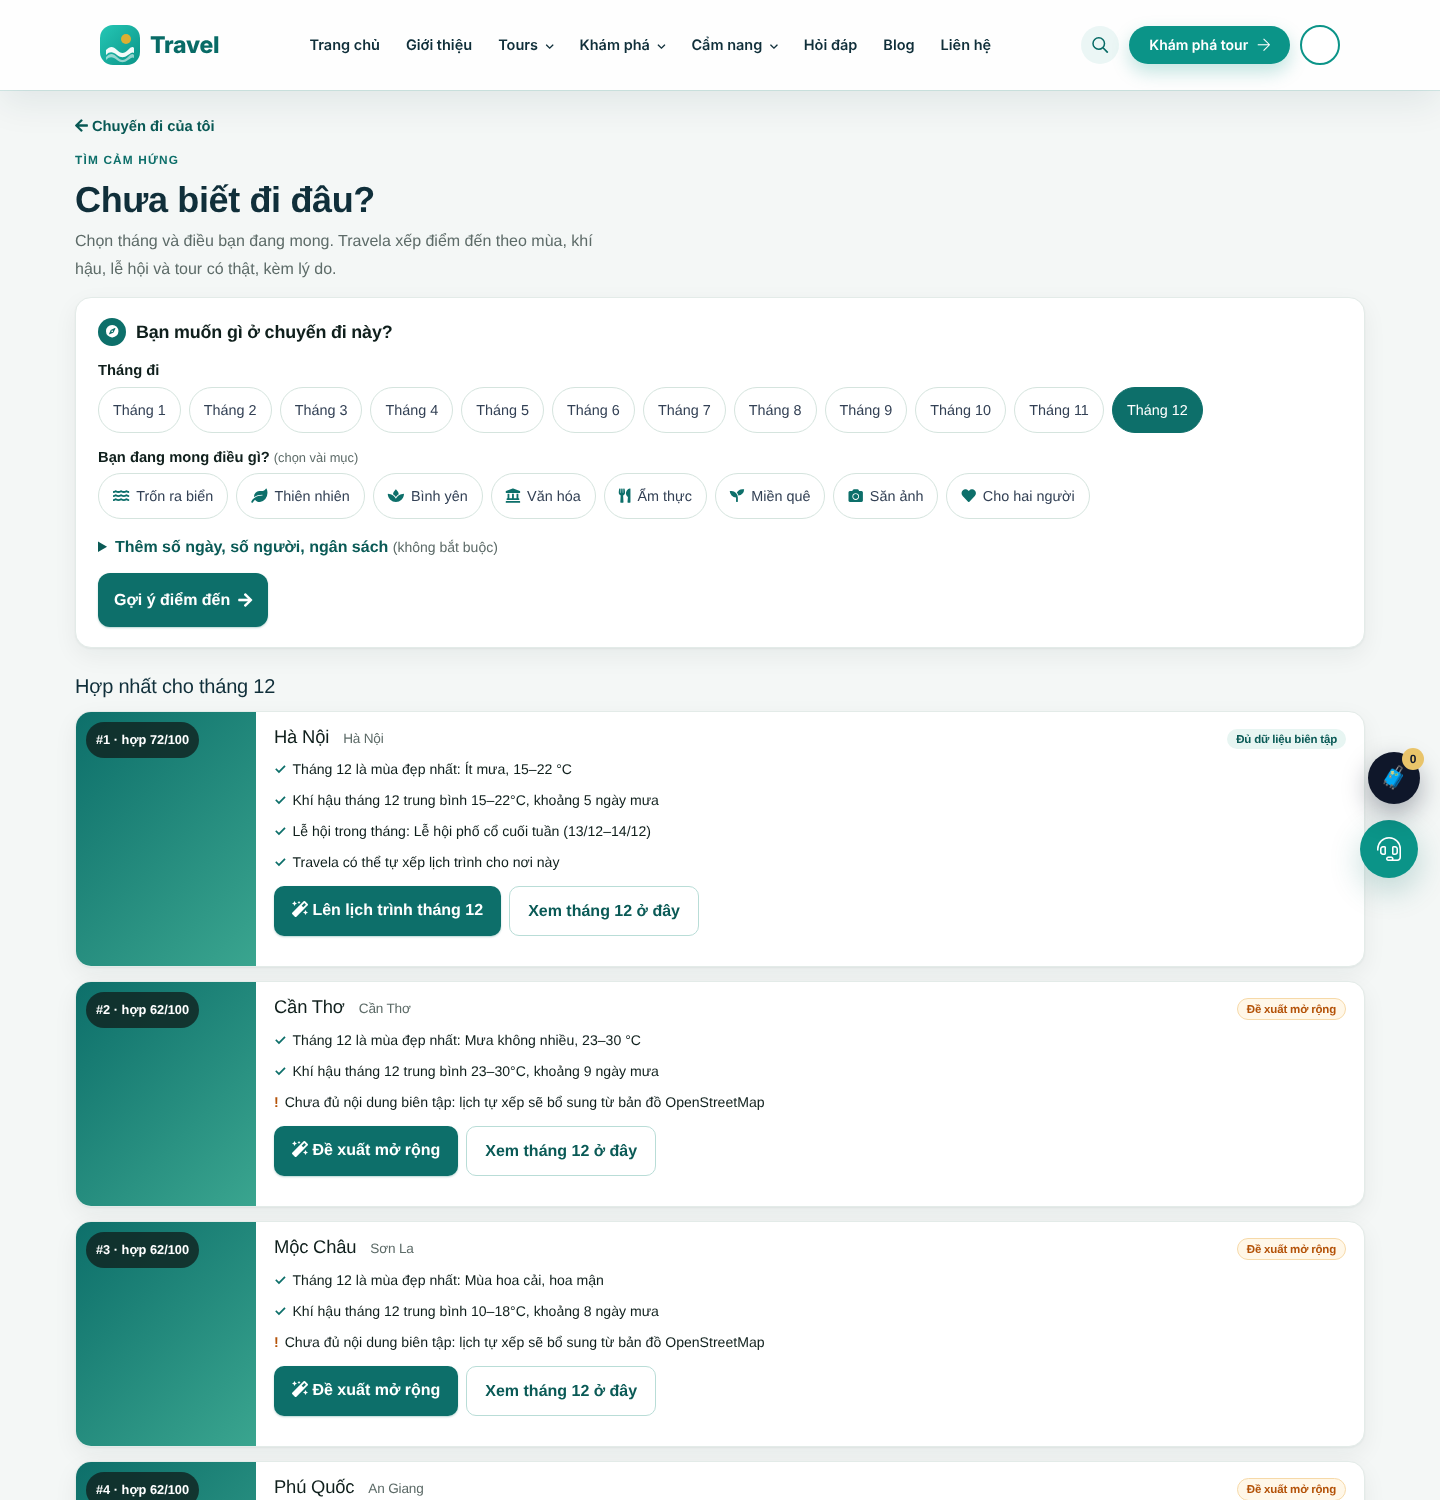 Travel
Trang chủ
Giới thiệu
Tours
Khám phá
Cẩm nang
Hỏi đáp
Blog
Liên hệ
Khám phá tour
Chuyến đi của tôi
TÌM CẢM HỨNG
Chưa biết đi đâu?
Chọn tháng và điều bạn đang mong. Travela xếp điểm đến theo mùa, khí
hậu, lễ hội và tour có thật, kèm lý do.
Bạn muốn gì ở chuyến đi này?
Tháng đi
Tháng 1
Tháng 2
Tháng 3
Tháng 4
Tháng 5
Tháng 6
Tháng 7
Tháng 8
Tháng 9
Tháng 10
Tháng 11
Tháng 12
Bạn đang mong điều gì? (chọn vài mục)
Trốn ra biển
Thiên nhiên
Bình yên
Văn hóa
Ẩm thực
Miền quê
Săn ảnh
Cho hai người
Thêm số ngày, số người, ngân sách (không bắt buộc)
Gợi ý điểm đến
Hợp nhất cho tháng 12
#1 · hợp 72/100
Hà Nội Hà Nội
Đủ dữ liệu biên tập
Tháng 12 là mùa đẹp nhất: Ít mưa, 15–22 °C
Khí hậu tháng 12 trung bình 15–22°C, khoảng 5 ngày mưa
Lễ hội trong tháng: Lễ hội phố cổ cuối tuần (13/12–14/12)
Travela có thể tự xếp lịch trình cho nơi này
Lên lịch trình tháng 12
Xem tháng 12 ở đây
0
#2 · hợp 62/100
Cần Thơ Cần Thơ
Đề xuất mở rộng
Tháng 12 là mùa đẹp nhất: Mưa không nhiều, 23–30 °C
Khí hậu tháng 12 trung bình 23–30°C, khoảng 9 ngày mưa
! Chưa đủ nội dung biên tập: lịch tự xếp sẽ bổ sung từ bản đồ OpenStreetMap
Đề xuất mở rộng
Xem tháng 12 ở đây
#3 · hợp 62/100
Mộc Châu Sơn La
Đề xuất mở rộng
Tháng 12 là mùa đẹp nhất: Mùa hoa cải, hoa mận
Khí hậu tháng 12 trung bình 10–18°C, khoảng 8 ngày mưa
! Chưa đủ nội dung biên tập: lịch tự xếp sẽ bổ sung từ bản đồ OpenStreetMap
Đề xuất mở rộng
Xem tháng 12 ở đây
#4 · hợp 62/100
Phú Quốc An Giang
Đề xuất mở rộng